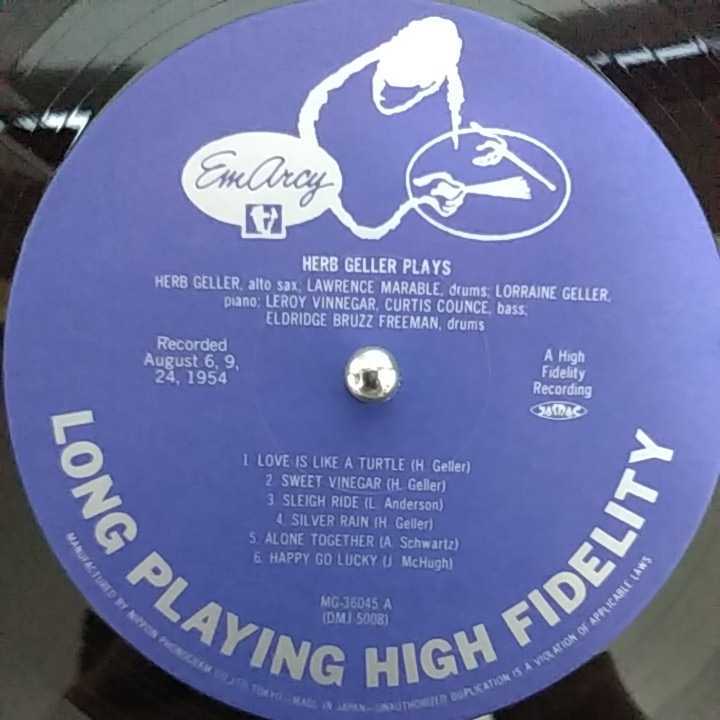 EmArcy
HERB GELLER PLAYS
HERB GELLER, alto sax, LAWRENCE MARABLE, drums; LORRAINE GELLER,
piano; LEROY VINNEGAR, CURTIS COUNCE, bass,
ELDRIDGE BRUZZ FREEMAN, drums
Recorded
August 6, 9,
24, 1954
A High
Fidelity
Recording
JASRAC
1. LOVE IS LIKE A TURTLE (H. Geller)
2. SWEET VINEGAR (H. Geller)
3. SLEIGH RIDE (L. Anderson)
4. SILVER RAIN (H. Geller)
5. ALONE TOGETHER (A. Schwartz)
6. HAPPY GO LUCKY (J. McHugh)
MG-36045 A
(DMJ 5008)
LONG PLAYING HIGH FIDELITY
MANUFACTURED BY NIPPON PHONOGRAM CO., LTD. TOKYO—MADE IN JAPAN—UNAUTHORIZED DUPLICATION IS A VIOLATION OF APPLICABLE LAWS